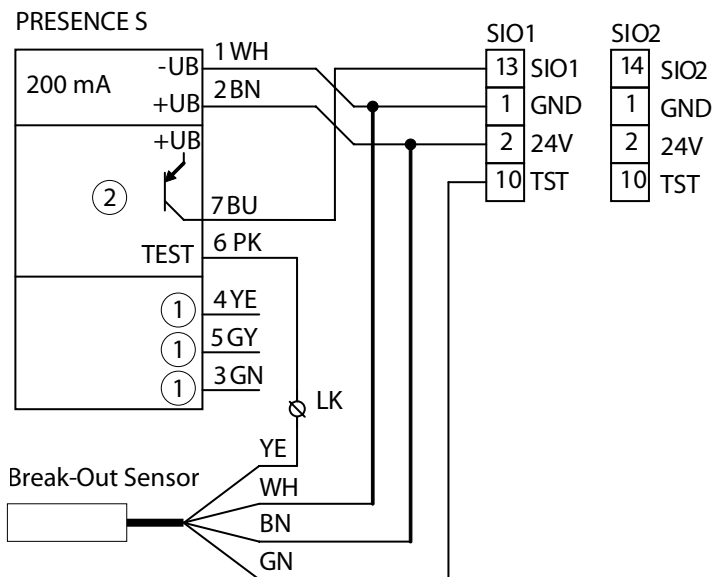 PRESENCE S
SIO1 SIO2
200 mA -UB 1 WH 13 SIO1 14 SIO2
+UB 2 BN 1 GND 1 GND
+UB 2 24V 2 24V
10 TST 10 TST
2 7 BU
TEST 6 PK
1 4 YE
1 5 GY
1 3 GN
LK
YE
Break-Out Sensor
WH
BN
GN